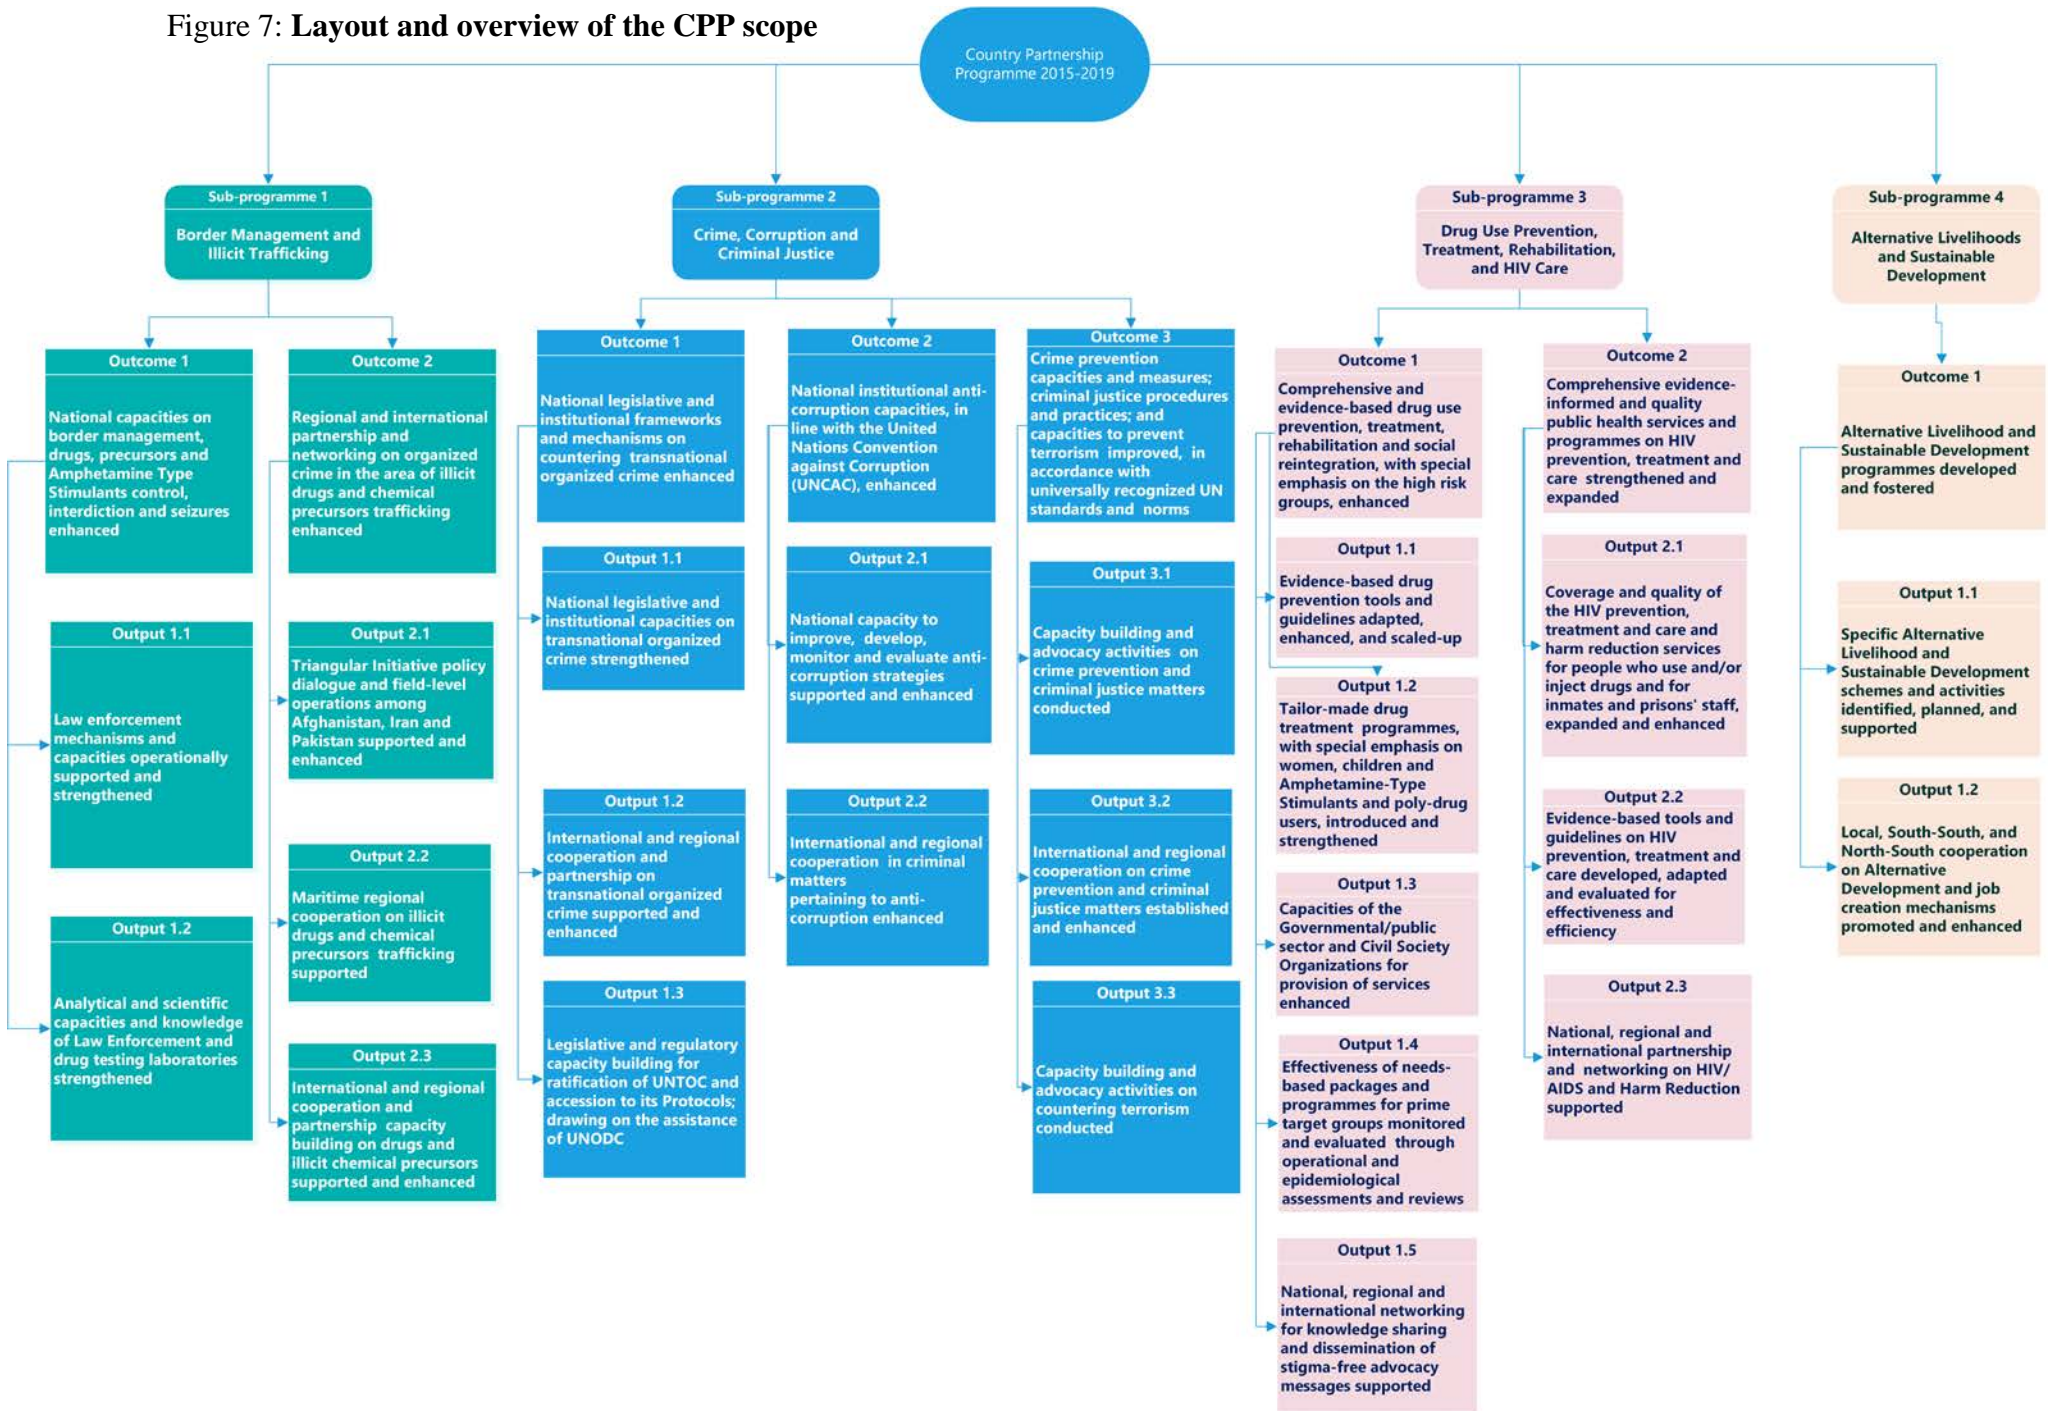 Figure 7: Layout and overview of the CPP scope
Country Partnership
Programme 2015-2019
Sub-programme 1
Border Management and
Illicit Trafficking
Outcome 1
National capacities on
border management,
drugs, precursors and
Amphetamine Type
Stimulants control,
interdiction and seizures
enhanced
Output 1.1
Law enforcement
mechanisms and
capacities operationally
supported and
strengthened
Output 1.2
Analytical and scientific
capacities and knowledge
of Law Enforcement and
drug testing laboratories
strengthened
Outcome 2
Regional and international
partnership and
networking on organized
crime in the area of illicit
drugs and chemical
precursors trafficking
enhanced
Output 2.1
Triangular Initiative policy
dialogue and field-level
operations among
Afghanistan, Iran and
Pakistan supported and
enhanced
Output 2.2
Maritime regional
cooperation on illicit
drugs and chemical
precursors trafficking
supported
Output 2.3
International and regional
cooperation and
partnership capacity
building on drugs and
illicit chemical precursors
supported and enhanced
Sub-programme 2
Crime, Corruption and
Criminal Justice
Outcome 1
National legislative and
institutional frameworks
and mechanisms on
countering transnational
organized crime enhanced
Output 1.1
National legislative and
institutional capacities on
transnational organized
crime strengthened
Output 1.2
International and regional
cooperation and
partnership on
transnational organized
crime supported and
enhanced
Output 1.3
Legislative and regulatory
capacity building for
ratification of UNTOC and
accession to its Protocols;
drawing on the assistance
of UNODC
Outcome 2
National institutional anti-
corruption capacities, in
line with the United
Nations Convention
against Corruption
(UNCAC), enhanced
Output 2.1
National capacity to
improve, develop,
monitor and evaluate anti-
corruption strategies
supported and enhanced
Output 2.2
International and regional
cooperation in criminal
matters
pertaining to anti-
corruption enhanced
Outcome 3
Crime prevention
capacities and measures;
criminal justice procedures
and practices; and
capacities to prevent
terrorism improved, in
accordance with
universally recognized UN
standards and norms
Output 3.1
Capacity building and
advocacy activities on
crime prevention and
criminal justice matters
conducted
Output 3.2
International and regional
cooperation on crime
prevention and criminal
justice matters established
and enhanced
Output 3.3
Capacity building and
advocacy activities on
countering terrorism
conducted
Sub-programme 3
Drug Use Prevention,
Treatment, Rehabilitation,
and HIV Care
Outcome 1
Comprehensive and
evidence-based drug use
prevention, treatment,
rehabilitation and social
reintegration, with special
emphasis on the high risk
groups, enhanced
Output 1.1
Evidence-based drug
prevention tools and
guidelines adapted,
enhanced, and scaled-up
Output 1.2
Tailor-made drug
treatment programmes,
with special emphasis on
women, children and
Amphetamine-Type
Stimulants and poly-drug
users, introduced and
strengthened
Output 1.3
Capacities of the
Governmental/public
sector and Civil Society
Organizations for
provision of services
enhanced
Output 1.4
Effectiveness of needs-
based packages and
programmes for prime
target groups monitored
and evaluated through
operational and
epidemiological
assessments and reviews
Output 1.5
National, regional and
international networking
for knowledge sharing
and dissemination of
stigma-free advocacy
messages supported
Outcome 2
Comprehensive evidence-
informed and quality
public health services and
programmes on HIV
prevention, treatment and
care strengthened and
expanded
Output 2.1
Coverage and quality of
the HIV prevention,
treatment and care and
harm reduction services
for people who use and/or
inject drugs and for
inmates and prisons' staff,
expanded and enhanced
Output 2.2
Evidence-based tools and
guidelines on HIV
prevention, treatment and
care developed, adapted
and evaluated for
effectiveness and
efficiency
Output 2.3
National, regional and
international partnership
and networking on HIV/
AIDS and Harm Reduction
supported
Sub-programme 4
Alternative Livelihoods
and Sustainable
Development
Outcome 1
Alternative Livelihood and
Sustainable Development
programmes developed
and fostered
Output 1.1
Specific Alternative
Livelihood and
Sustainable Development
schemes and activities
identified, planned, and
supported
Output 1.2
Local, South-South, and
North-South cooperation
on Alternative
Development and job
creation mechanisms
promoted and enhanced